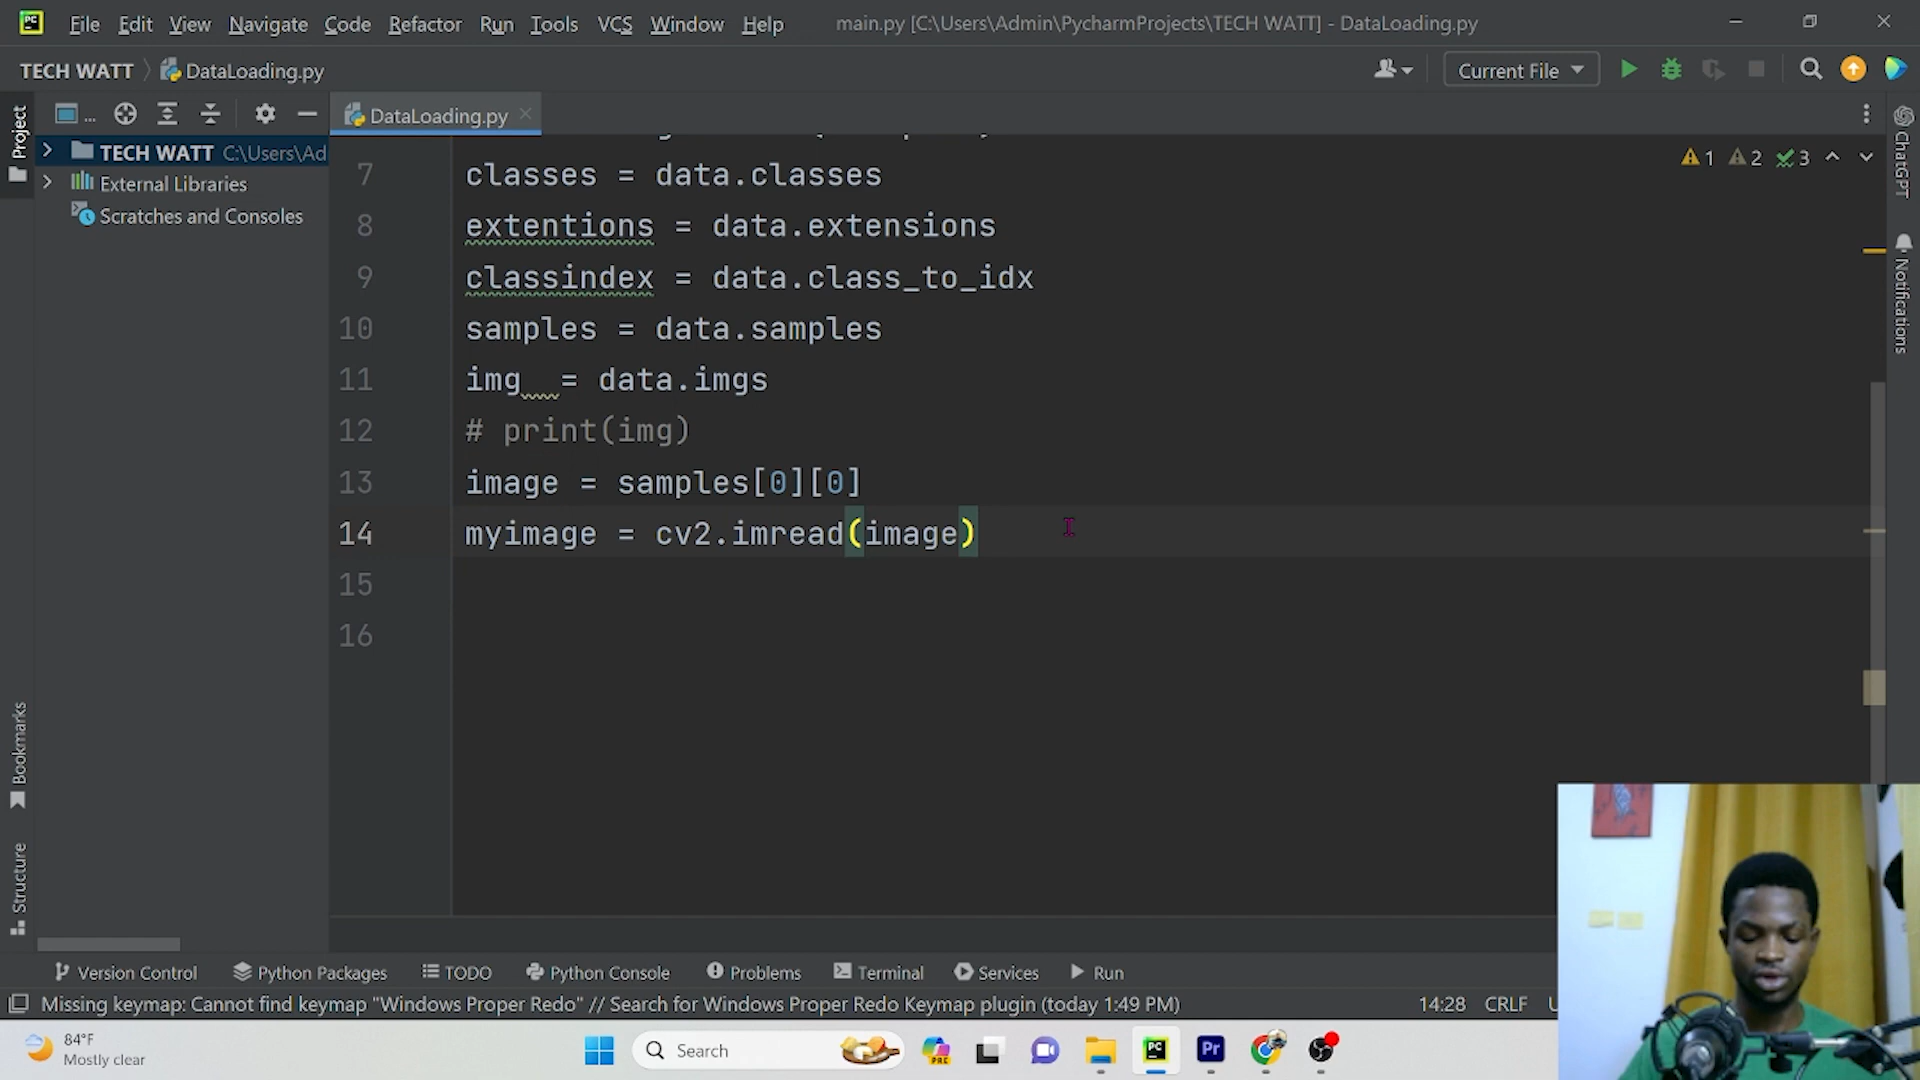 File Edit View Navigate Code Refactor Run Tools VCS Window Help main.py [C:\Users\Admin\PycharmProjects\TECH WATT] - DataLoading.py
TECH WATT DataLoading.py Current File
... DataLoading.py
Project
TECH WATT C:\Users\Ad
External Libraries
Scratches and Consoles
1 2 3
7 classes = data.classes
8 extentions = data.extensions
9 classindex = data.class_to_idx
10 samples = data.samples
11 img = data.imgs
12 # print(img)
13 image = samples[0][0]
14 myimage = cv2.imread(image)
15
16
ChatGPT
Notifications
Bookmarks
Structure
Version Control Python Packages TODO Python Console Problems Terminal Services Run
Missing keymap: Cannot find keymap "Windows Proper Redo" // Search for Windows Proper Redo Keymap plugin (today 1:49 PM) 14:28 CRLF
84°F
Mostly clear
Search
PRE
PC
Pr